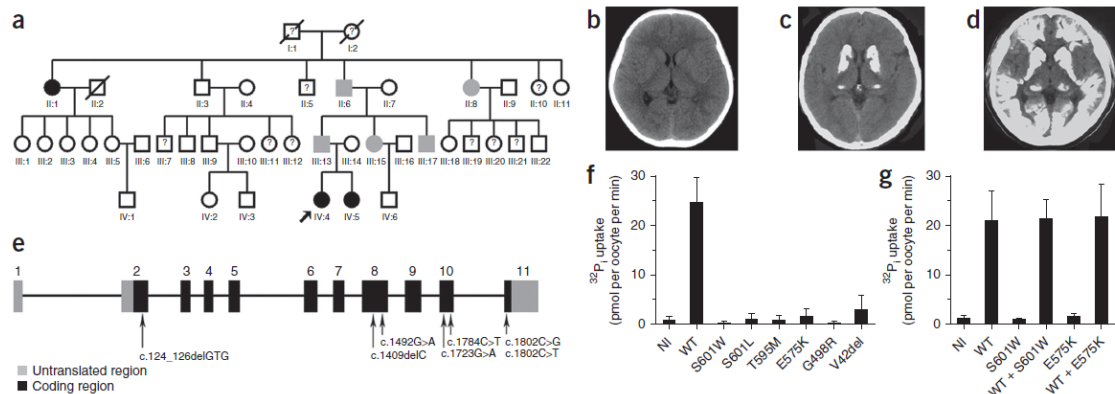 a
I:1 I:2
II:1 II:2 II:3 II:4 II:5 II:6 II:7 II:8 II:9 II:10 II:11
III:1 III:2 III:3 III:4 III:5 III:6 III:7 III:8 III:9 III:10 III:11 III:12 III:13 III:14 III:15 III:16 III:17 III:18 III:19 III:20 III:21 III:22
IV:1 IV:2 IV:3 IV:4 IV:5 IV:6
? ?
? ? ?
? ? ? ? ? ?
b
c
d
e
1 2 3 4 5 6 7 8 9 10 11
c.124_126delGTG
c.1492G>A
c.1409delC
c.1784C>T
c.1723G>A
c.1802C>G
c.1802C>T
Untranslated region
Coding region
f
32Pi uptake
(pmol per oocyte per min)
30
20
10
0
NI WT S601W S601L T595M E575K G498R V42del
g
32Pi uptake
(pmol per oocyte per min)
30
20
10
0
NI WT S601W WT + S601W E575K WT + E575K